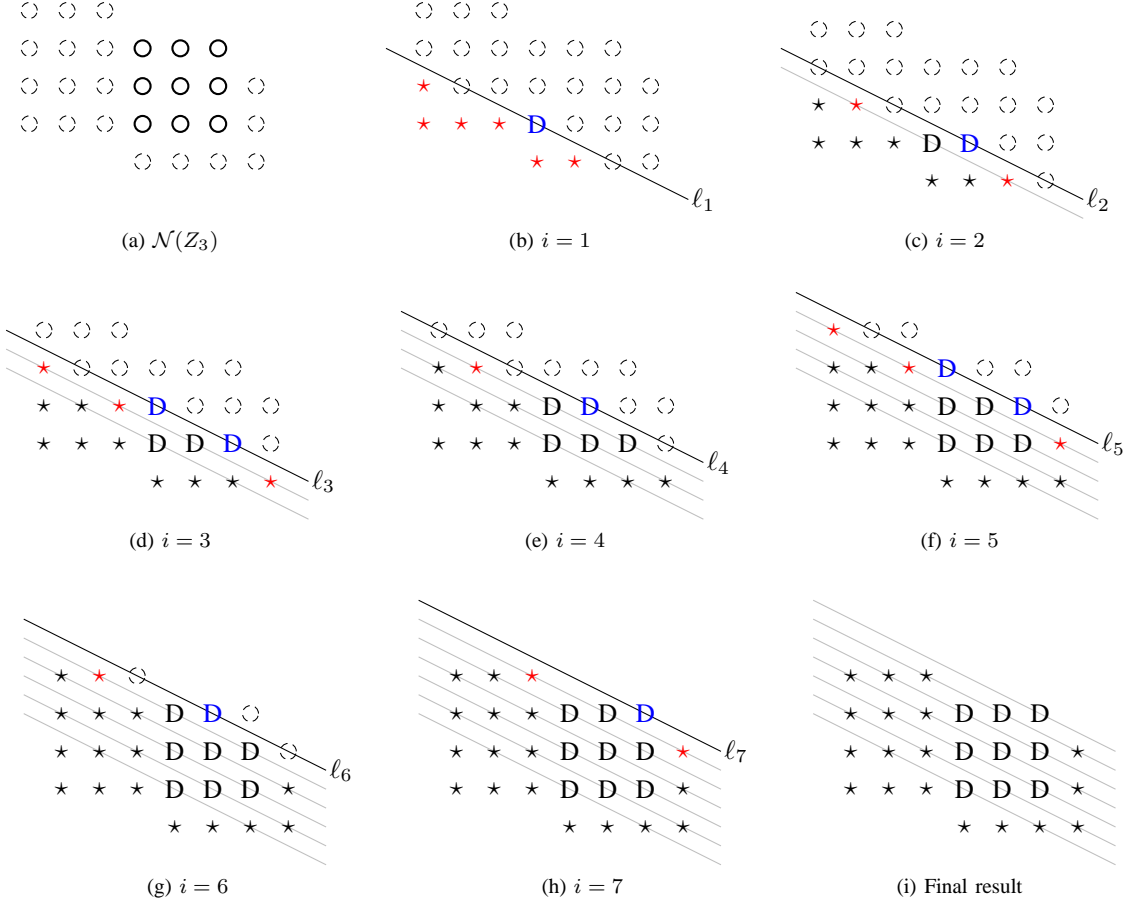 D
ℓ₁
D D
ℓ₂
(a) 𝒩(Z₃)
(b) i = 1
(c) i = 2
D
D D D
ℓ₃
D D
D D D
ℓ₄
D
D D D
D D D
ℓ₅
(d) i = 3
(e) i = 4
(f) i = 5
D D
D D D
D D D
ℓ₆
D D D
D D D
D D D
ℓ₇
D D D
D D D
D D D
(g) i = 6
(h) i = 7
(i) Final result